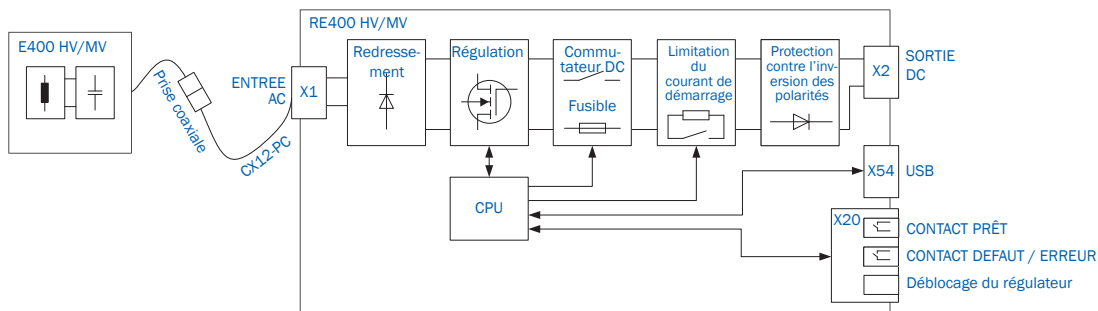 RE400 HV/MV
E400 HV/MV
Prise coaxiale
CX12-PC
ENTREE
AC
X1
Redresse-
ment
Régulation
Commu-
tateur DC
Fusible
Limitation
du
courant de
démarrage
Protection
contre l'inv-
ersion des
polarités
X2
SORTIE
DC
CPU
X54
USB
X20
CONTACT PRÊT
CONTACT DEFAUT / ERREUR
Déblocage du régulateur